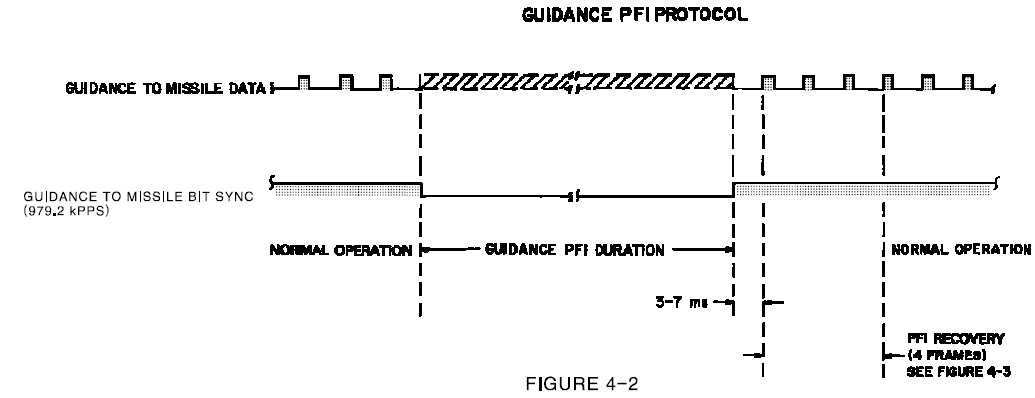 GUIDANCE PFI PROTOCOL
GUIDANCE TO MISSILE DATA
GUIDANCE TO MISSILE BIT SYNC
(979.2 kPPS)
NORMAL OPERATION
GUIDANCE PFI DURATION
NORMAL OPERATION
3-7 ms
PFI RECOVERY
(4 FRAMES)
SEE FIGURE 4-3
FIGURE 4-2